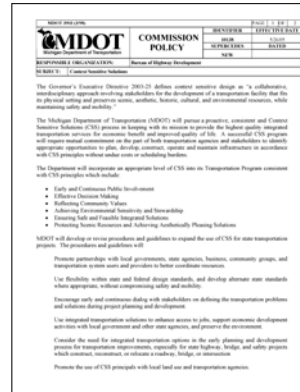 MDOT
Michigan Department of Transportation
COMMISSION
POLICY
PAGE 1 OF 2
IDENTIFIER
EFFECTIVE DATE
SUPERCEDES
DATED
NEW
RESPONSIBLE ORGANIZATION: Bureau of Highway Development
SUBJECT: Context Sensitive Solutions
The Governor's Executive Directive 2003-25 defines context sensitive design as "a collaborative,
interdisciplinary approach involving stakeholders for the development of a transportation facility that fits
its physical setting and preserves scenic, aesthetic, historic, cultural, and environmental resources, while
maintaining safety and mobility."
The Michigan Department of Transportation (MDOT) will pursue a proactive, consistent and Context
Sensitive Solutions (CSS) process in keeping with its mission to provide the highest quality integrated
transportation services for economic benefit and improved quality of life. A successful CSS program
will require mutual commitment on the part of both transportation agencies and stakeholders to identify
appropriate opportunities to plan, develop, construct, operate and maintain infrastructure in accordance
with CSS principles without undue costs or scheduling burdens.
The Department will incorporate an appropriate level of CSS into its Transportation Program consistent
with CSS principles which include:
• Early and Continuous Public Involvement
• Effective Decision Making
• Reflecting Community Values
• Achieving Environmental Sensitivity and Stewardship
• Ensuring Safe and Feasible Integrated Solutions
• Protecting Scenic Resources and Achieving Aesthetically Pleasing Solutions
MDOT will develop or revise procedures and guidelines to expand the use of CSS for state transportation
projects. The procedures and guidelines will:
Promote partnerships with local governments, state agencies, business, community groups, and
transportation system users and providers to better coordinate resources.
Use flexibility within state and federal design standards, and develop alternate state standards
where appropriate, without compromising safety and mobility.
Encourage early and continuous dialog with stakeholders on defining the transportation problems
and solutions during project planning and development.
Use integrated transportation solutions to enhance access to jobs, support economic development
activities with local government and other state agencies, and preserve the environment.
Consider the need for integrated transportation options in the early planning and development
process for transportation improvements, especially for state highway, bridge, and safety projects
which construct, reconstruct, or relocate a roadway, bridge, or intersection
Promote the use of CSS principals with local land use and transportation agencies.